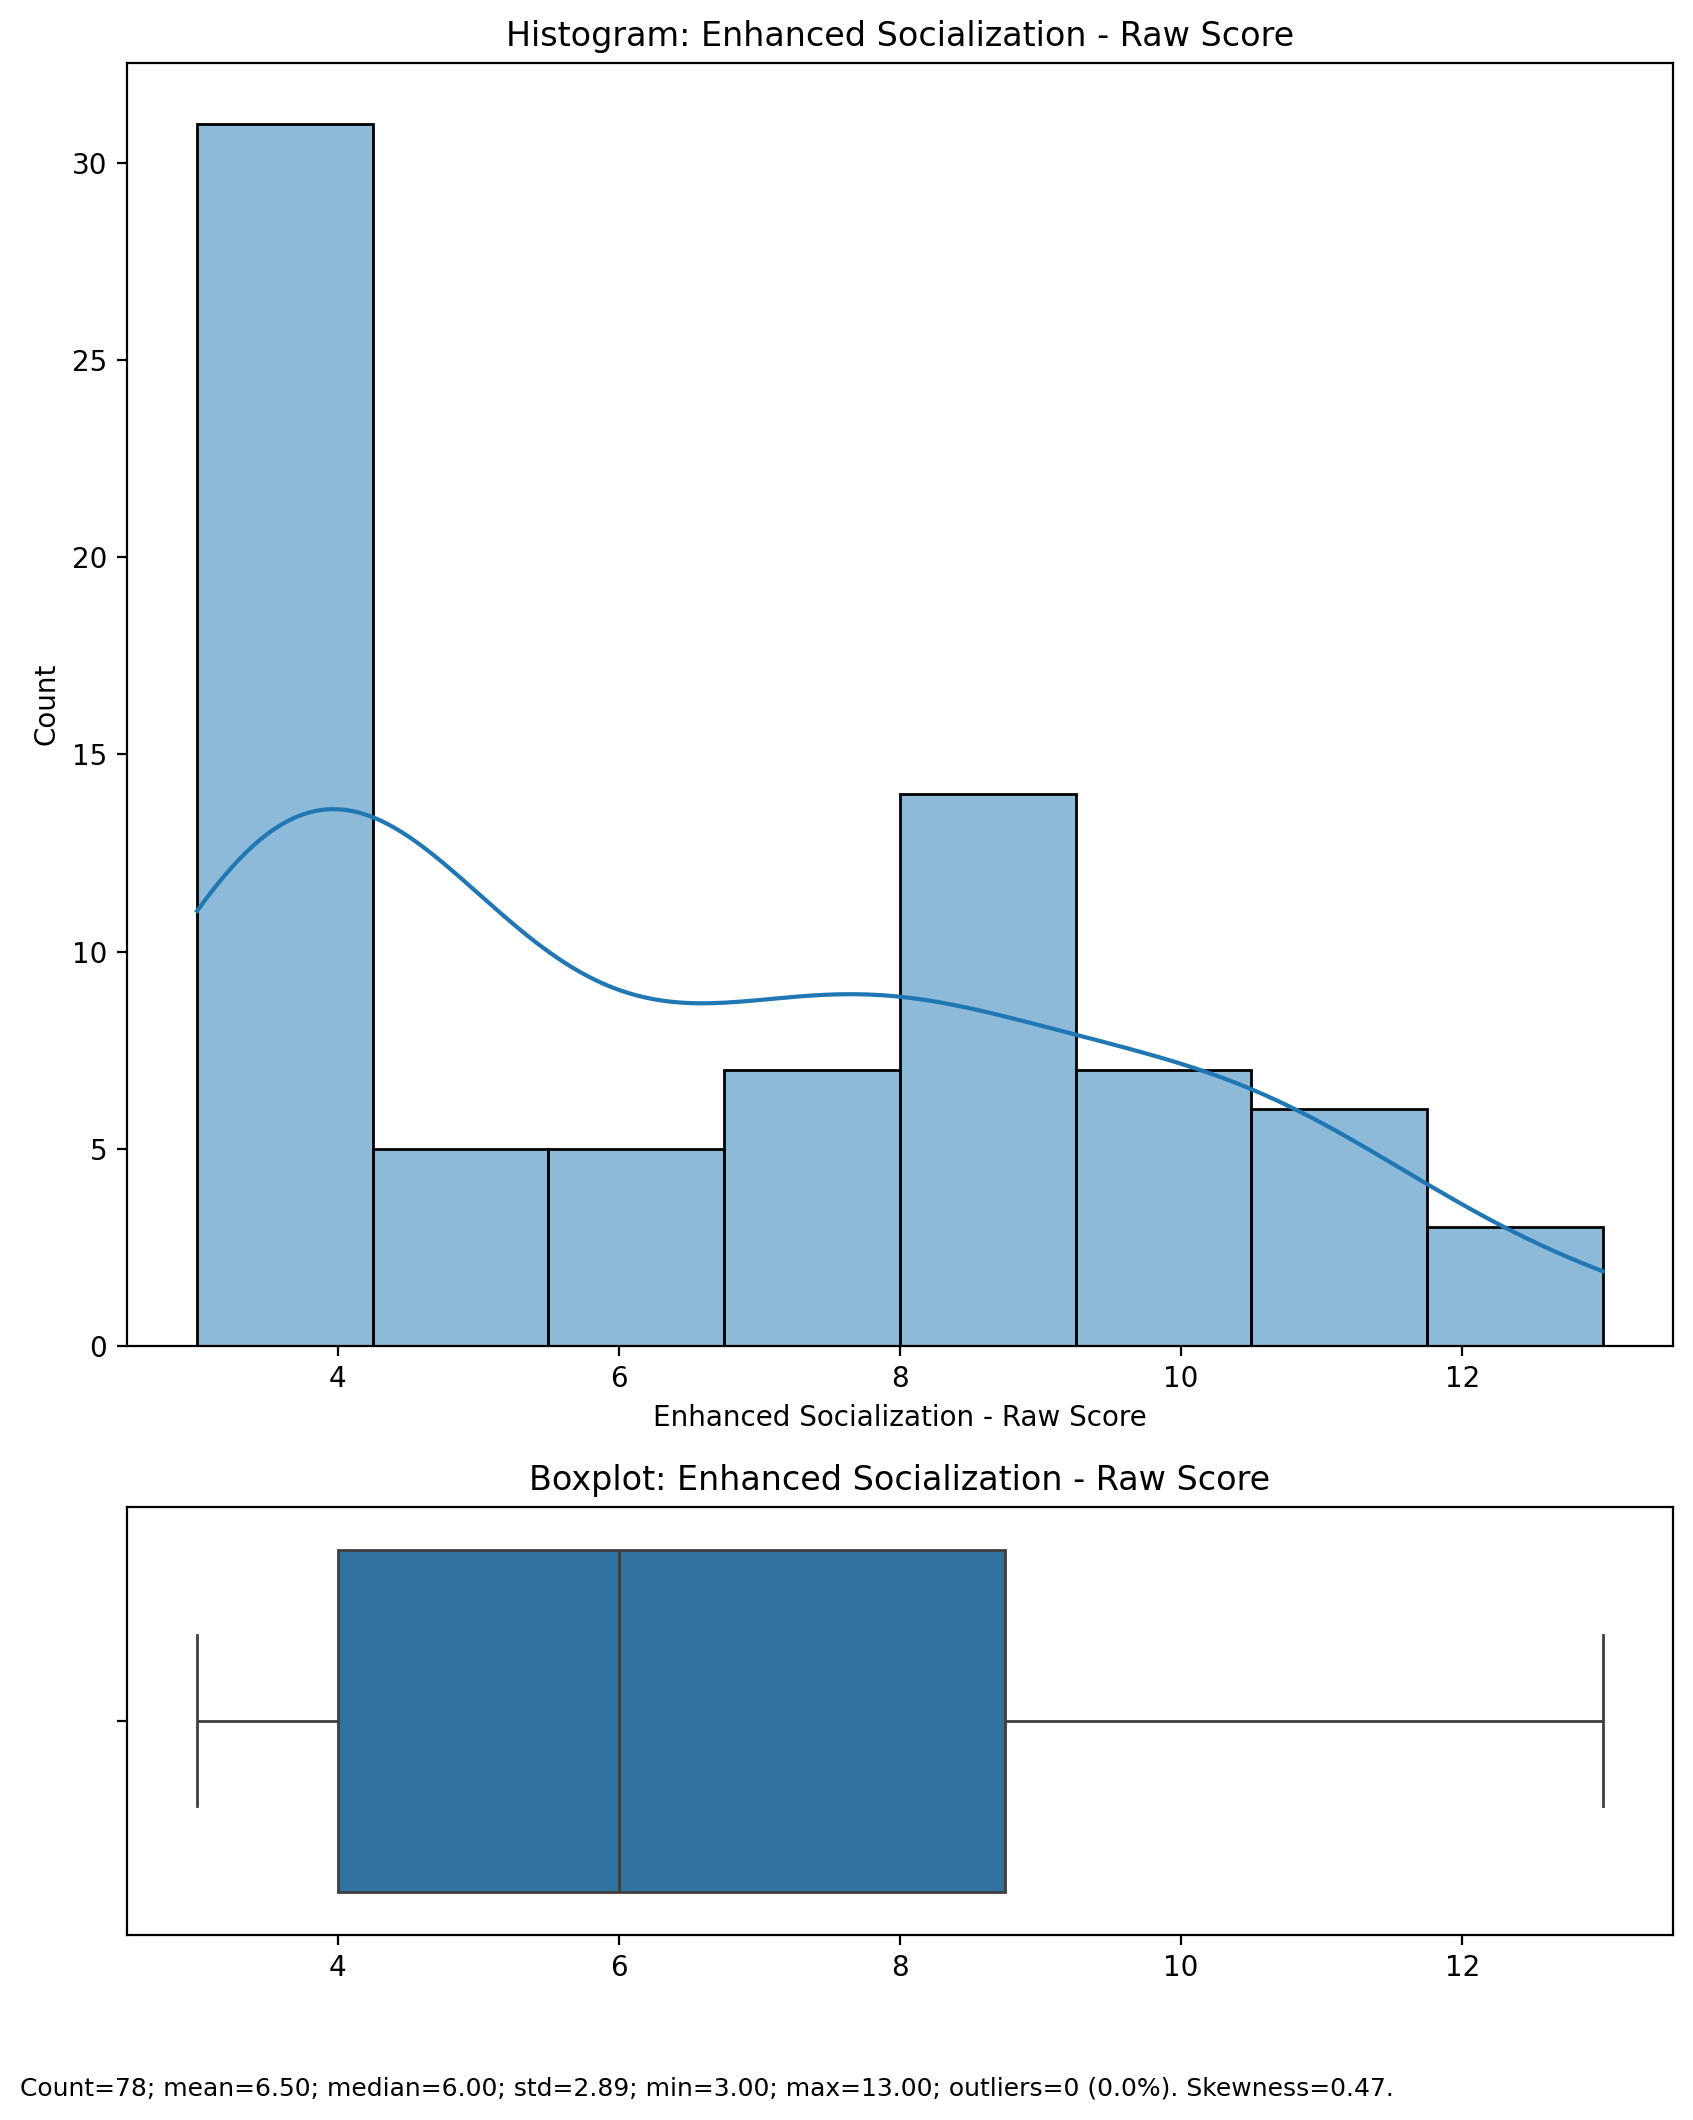 Histogram: Enhanced Socialization - Raw Score
30
25
20
15
10
5
0
Count
4 6 8 10 12
Enhanced Socialization - Raw Score
Boxplot: Enhanced Socialization - Raw Score
4 6 8 10 12
Count=78; mean=6.50; median=6.00; std=2.89; min=3.00; max=13.00; outliers=0 (0.0%). Skewness=0.47.